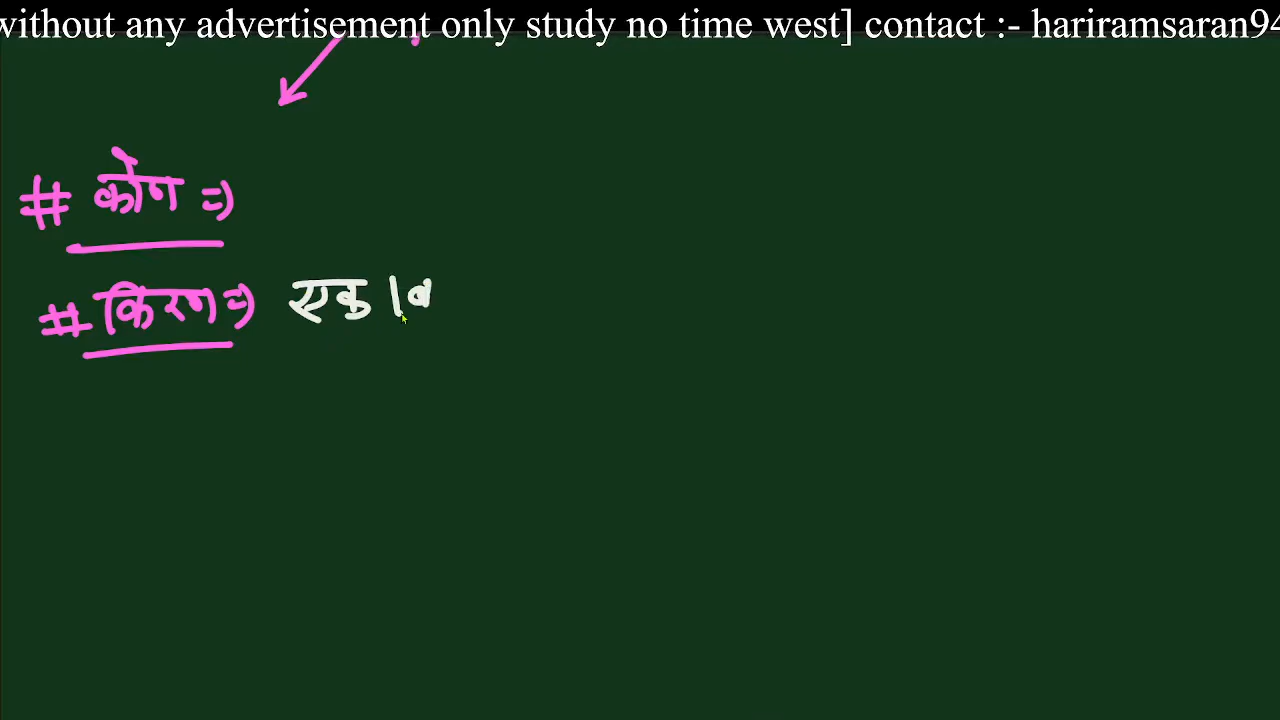 without any advertisement only study no time west] contact :- hariramsaran94
# कोण =>
# किरण => एक